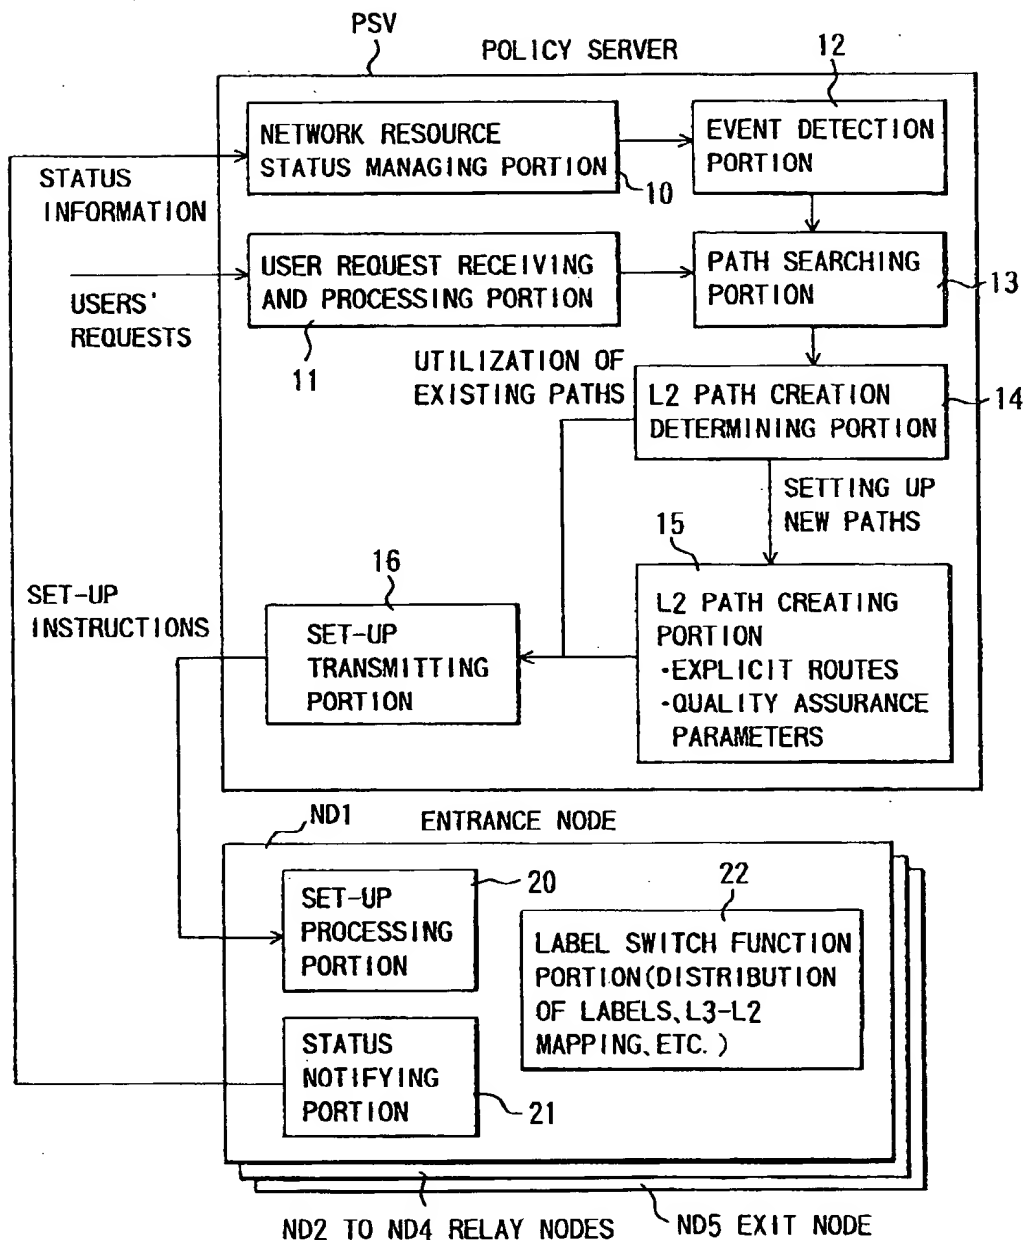 PSV
POLICY SERVER
12
NETWORK RESOURCE
STATUS MANAGING PORTION
10
EVENT DETECTION
PORTION
STATUS
INFORMATION
USER REQUEST RECEIVING
AND PROCESSING PORTION
11
PATH SEARCHING
PORTION
13
USERS'
REQUESTS
UTILIZATION OF
EXISTING PATHS
L2 PATH CREATION
DETERMINING PORTION
14
SETTING UP
NEW PATHS
15
16
SET-UP
INSTRUCTIONS
SET-UP
TRANSMITTING
PORTION
L2 PATH CREATING
PORTION
·EXPLICIT ROUTES
·QUALITY ASSURANCE
PARAMETERS
ND1
ENTRANCE NODE
SET-UP
PROCESSING
PORTION
20
22
LABEL SWITCH FUNCTION
PORTION(DISTRIBUTION
OF LABELS、L3-L2
MAPPING、ETC.)
STATUS
NOTIFYING
PORTION
21
ND2 TO ND4 RELAY NODES
ND5 EXIT NODE